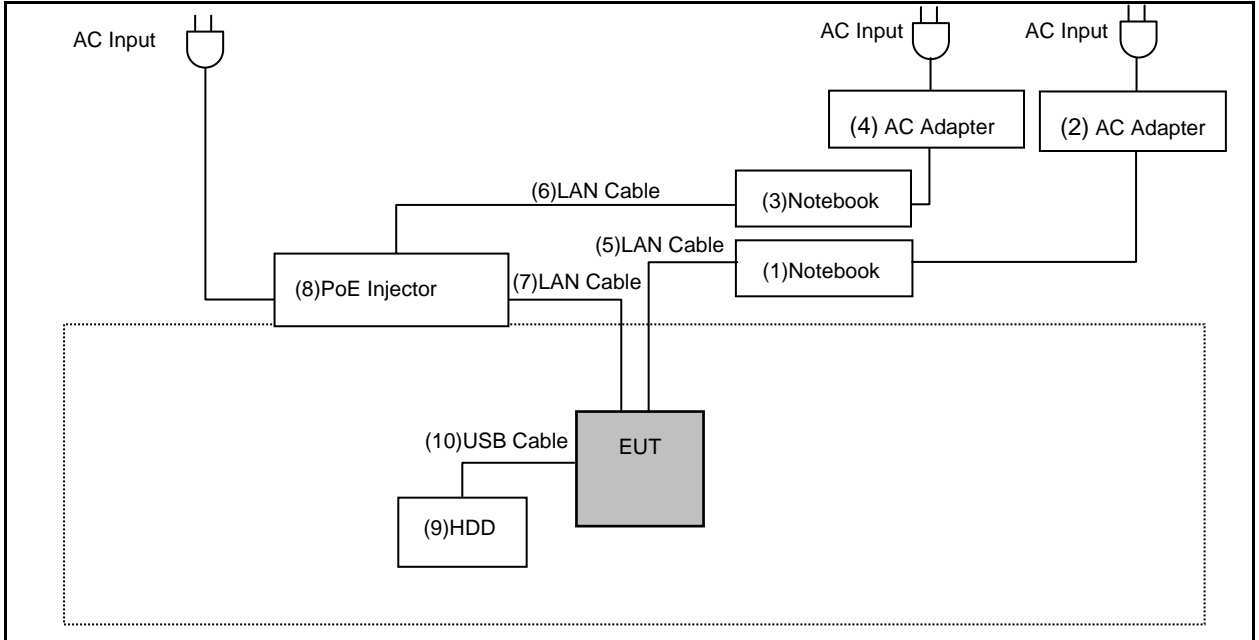 AC Input
AC Input
AC Input
(4) AC Adapter
(2) AC Adapter
(6)LAN Cable
(3)Notebook
(5)LAN Cable
(1)Notebook
(7)LAN Cable
(8)PoE Injector
(10)USB Cable
EUT
(9)HDD